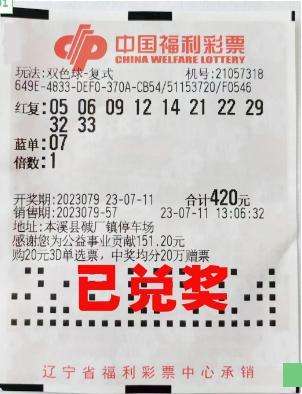 中国福利彩票
CHINA WELFARE LOTTERY
玩法:双色球-复式 机号:21057318
649E-4833-DEF0-370A-CB54/51153720/F0546
红复:05 06 09 12 14 21 22 29
32 33
蓝单:07
倍数:1
开奖期:2023079 23-07-11 合计420元
销售期:2023079-57 23-07-11 13:06:32
地址:本溪县碱厂镇停车场
感谢您为公益事业贡献151.20元
购20元3D单选票,中奖均分20万赠票
已兑奖
辽宁省福利彩票中心承销